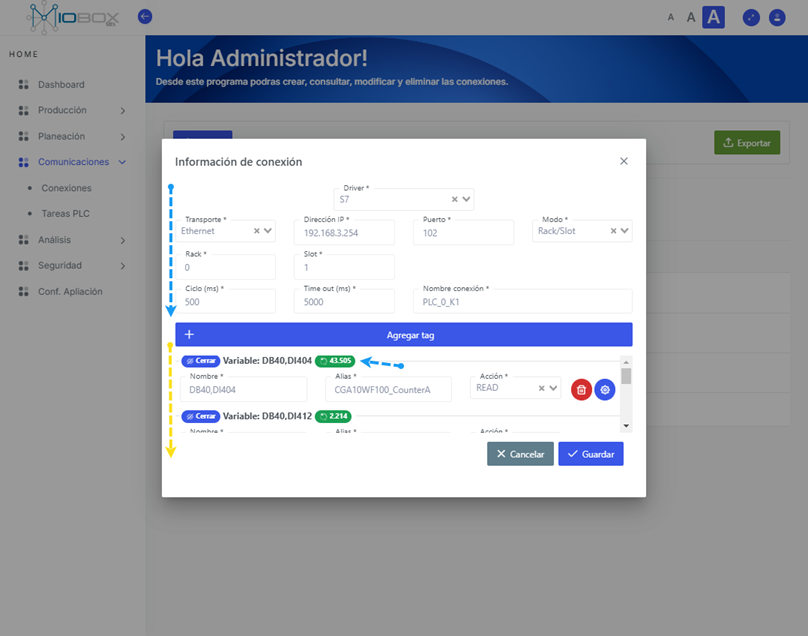 IOBOX
A A A
HOME
Hola Administrador!
Desde este programa podras crear, consultar, modificar y eliminar las conexiones.
Dashboard
Producción
Planeación
Comunicaciones
Conexiones
Tareas PLC
Análisis
Seguridad
Conf. Apliación
Exportar
Información de conexión
Driver *
S7
Transporte * Dirección IP * Puerto * Modo *
Ethernet 192.168.3.254 102 Rack/Slot
Rack * Slot *
0 1
Ciclo (ms) * Time out (ms) * Nombre conexión *
500 5000 PLC_0_K1
Agregar tag
Cerrar Variable: DB40,DI404 43.505
Nombre * Alias * Acción *
DB40,DI404 CGA10WF100_CounterA READ
Cerrar Variable: DB40,DI412 2.214
Nombre * Alias * Acción *
Cancelar Guardar